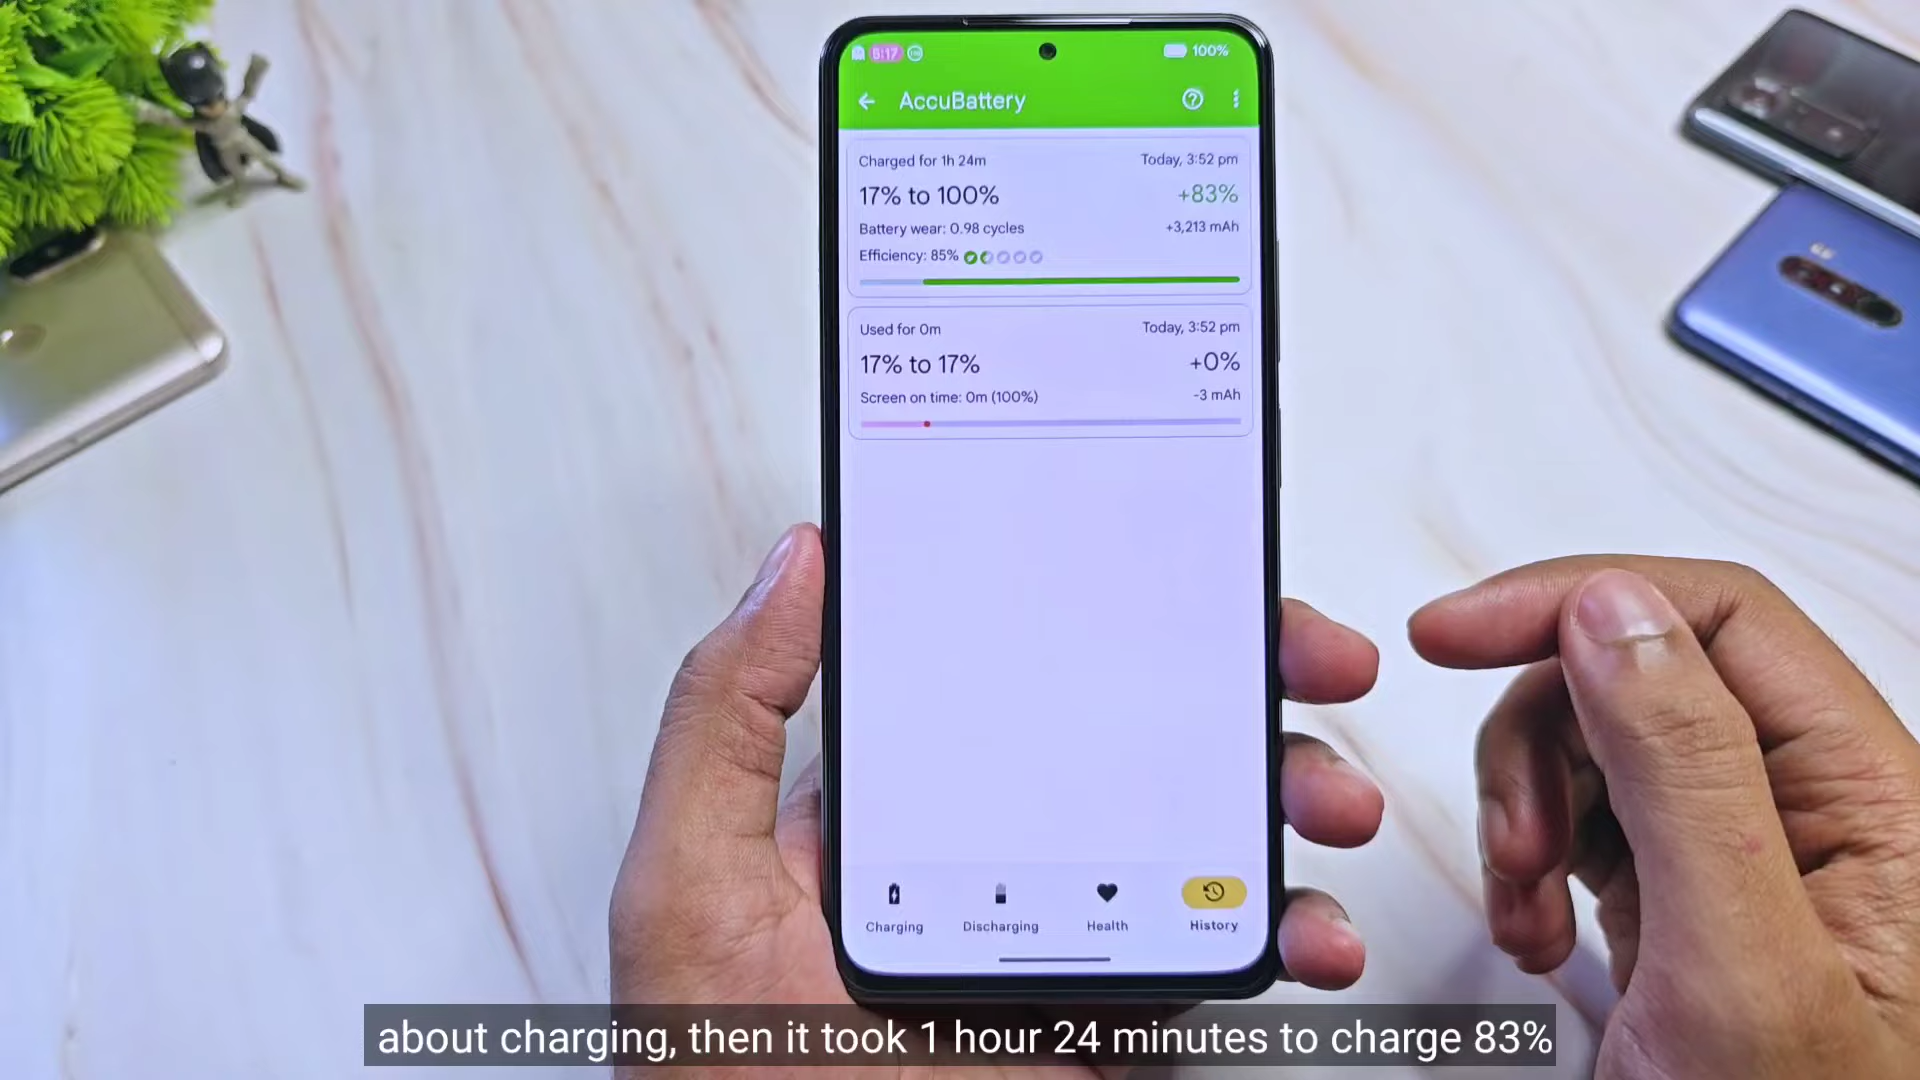 5:17
100%
AccuBattery
Charged for 1h 24m
Today, 3:52 pm
17% to 100%
+83%
Battery wear: 0.98 cycles
+3,213 mAh
Efficiency: 85%
Used for 0m
Today, 3:52 pm
17% to 17%
+0%
Screen on time: 0m (100%)
-3 mAh
Charging
Discharging
Health
History
about charging, then it took 1 hour 24 minutes to charge 83%